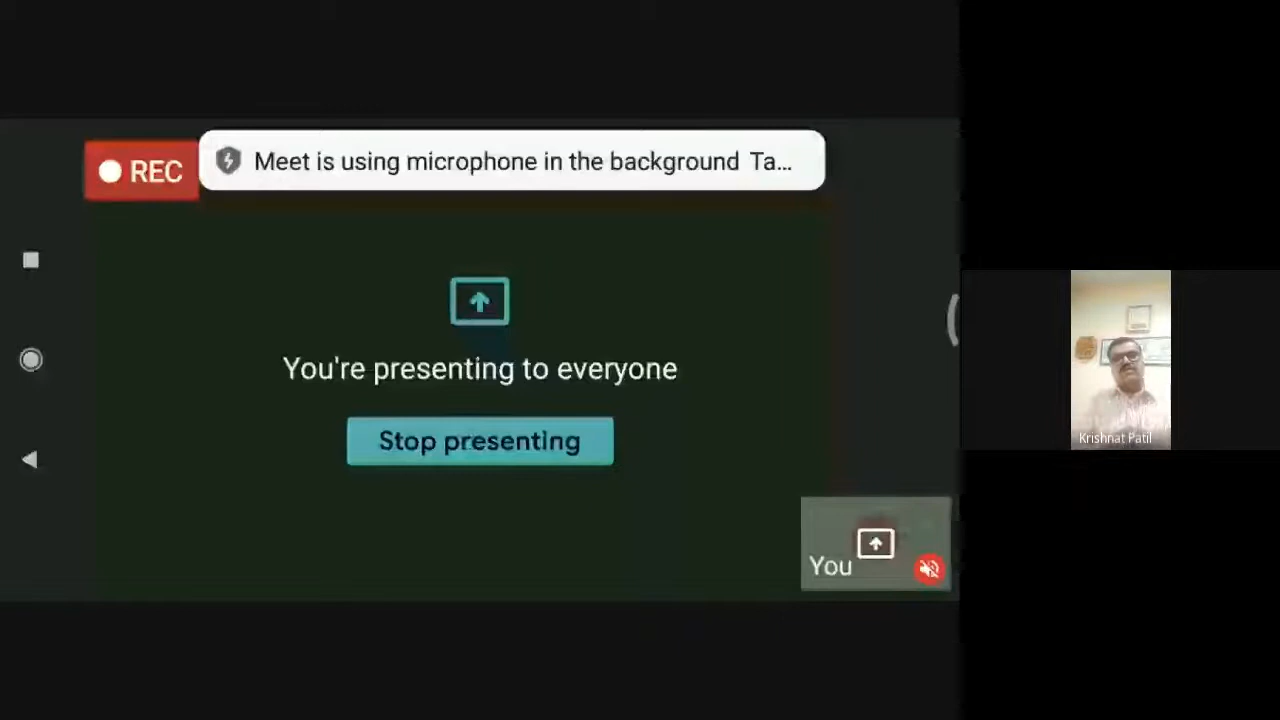 REC
Meet is using microphone in the background Ta...
You're presenting to everyone
Stop presenting
You
Krishnat Patil